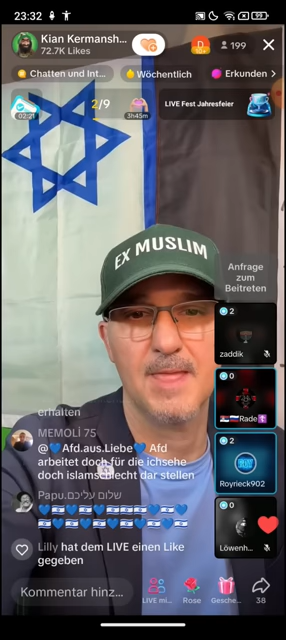 23:32
99
Kian Kermansh...
72.7K Likes
D
199
Chatten und Int...
Wöchentlich
Erkunden
02:21
2/9
3h45m
LIVE Fest Jahresfeier
EX MUSLIM
Anfrage
zum
Beitreten
2
zaddik
0
Rade
2
Royrieck902
0
Löwenh...
erhalten
MEMOLİ 75
@💙Afd.aus.Liebe💙 Afd
arbeitet doch für die ichsehe
doch islamschlecht dar stellen
Papu.שלום עליכם
Lilly hat dem LIVE einen Like
gegeben
Kommentar hinz...
LIVE mi...
Rose
Gesche...
38